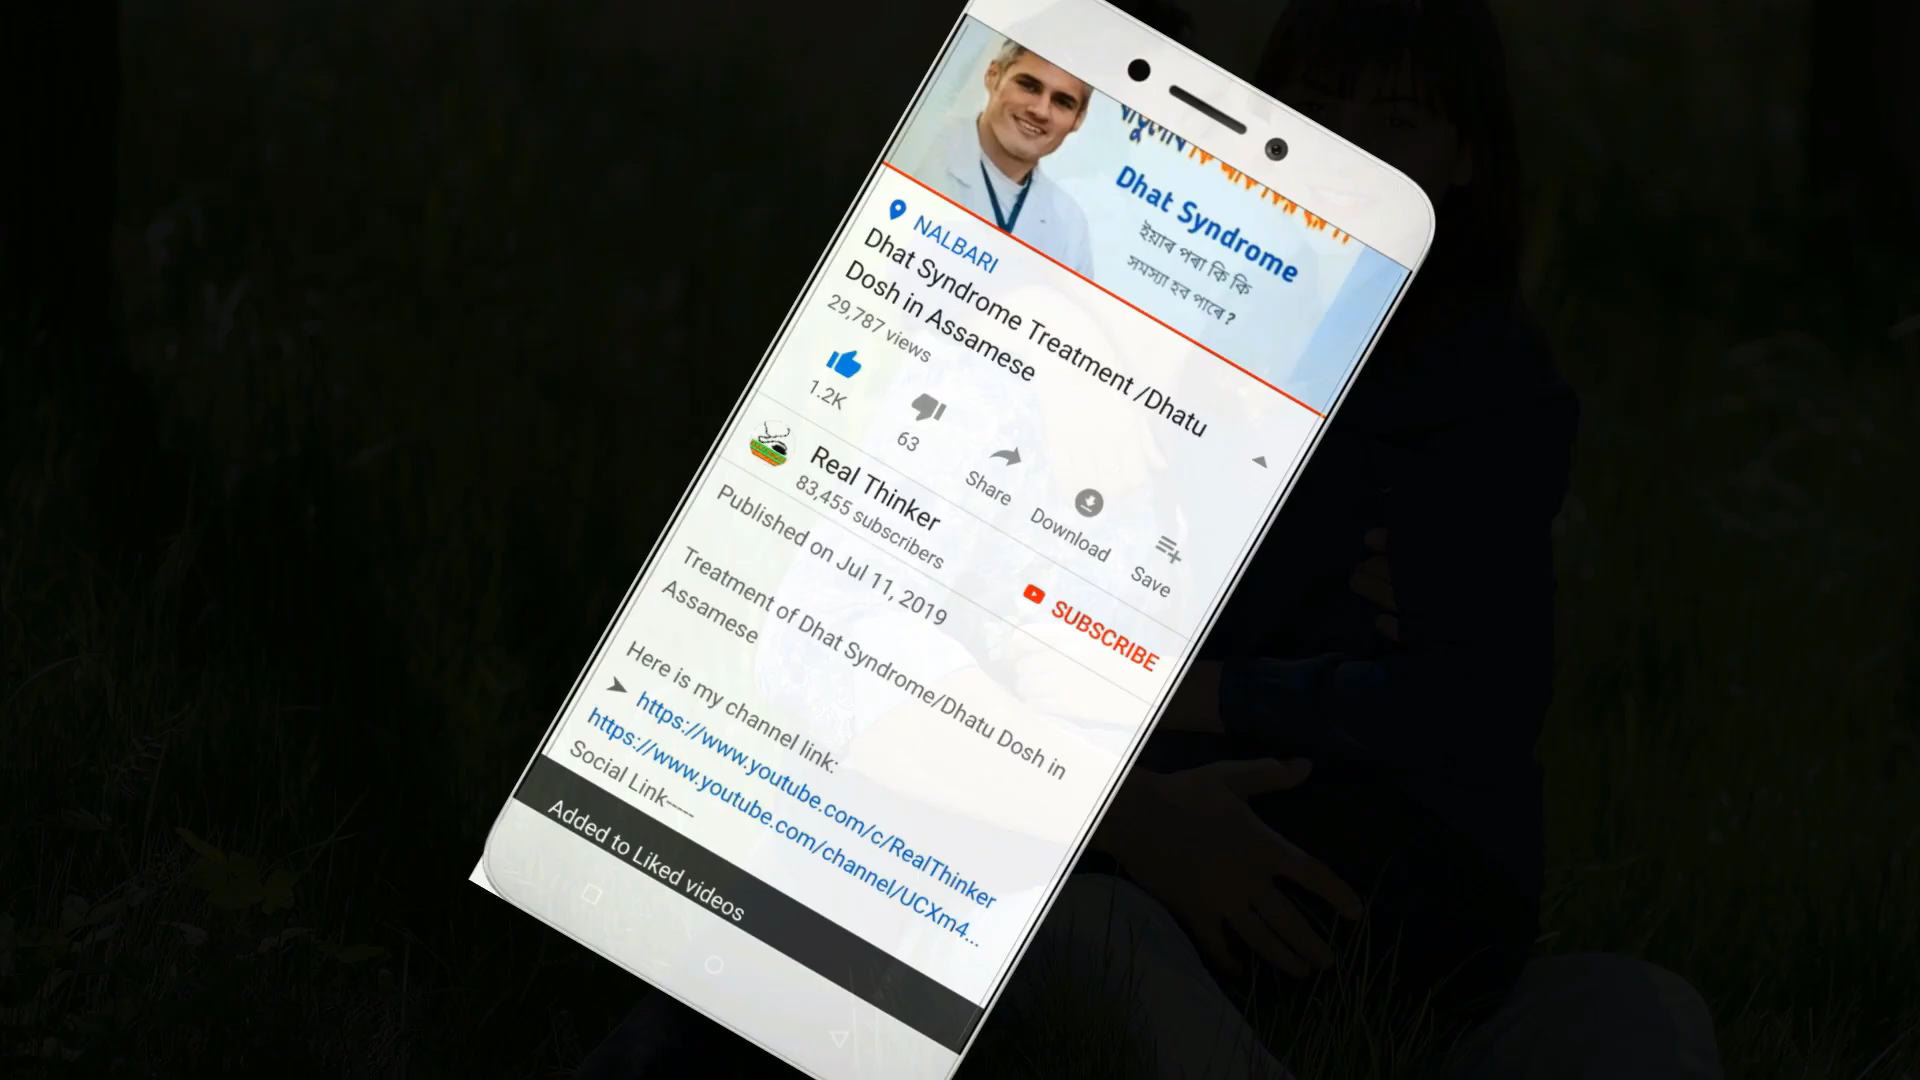 Dhat Syndrome
ইয়াৰ পৰা কি কি
সমস্যা হব পাৰে ?
NALBARI
Dhat Syndrome Treatment /Dhatu
Dosh in Assamese
29,787 views
1.2K
63
Share
Download
Save
Real Thinker
83,455 subscribers
SUBSCRIBE
Published on Jul 11, 2019
Treatment of Dhat Syndrome/Dhatu Dosh in
Assamese
Here is my channel link:
➤ https://www.youtube.com/c/RealThinker
https://www.youtube.com/channel/UCXm4...
Social Link----
Added to Liked videos